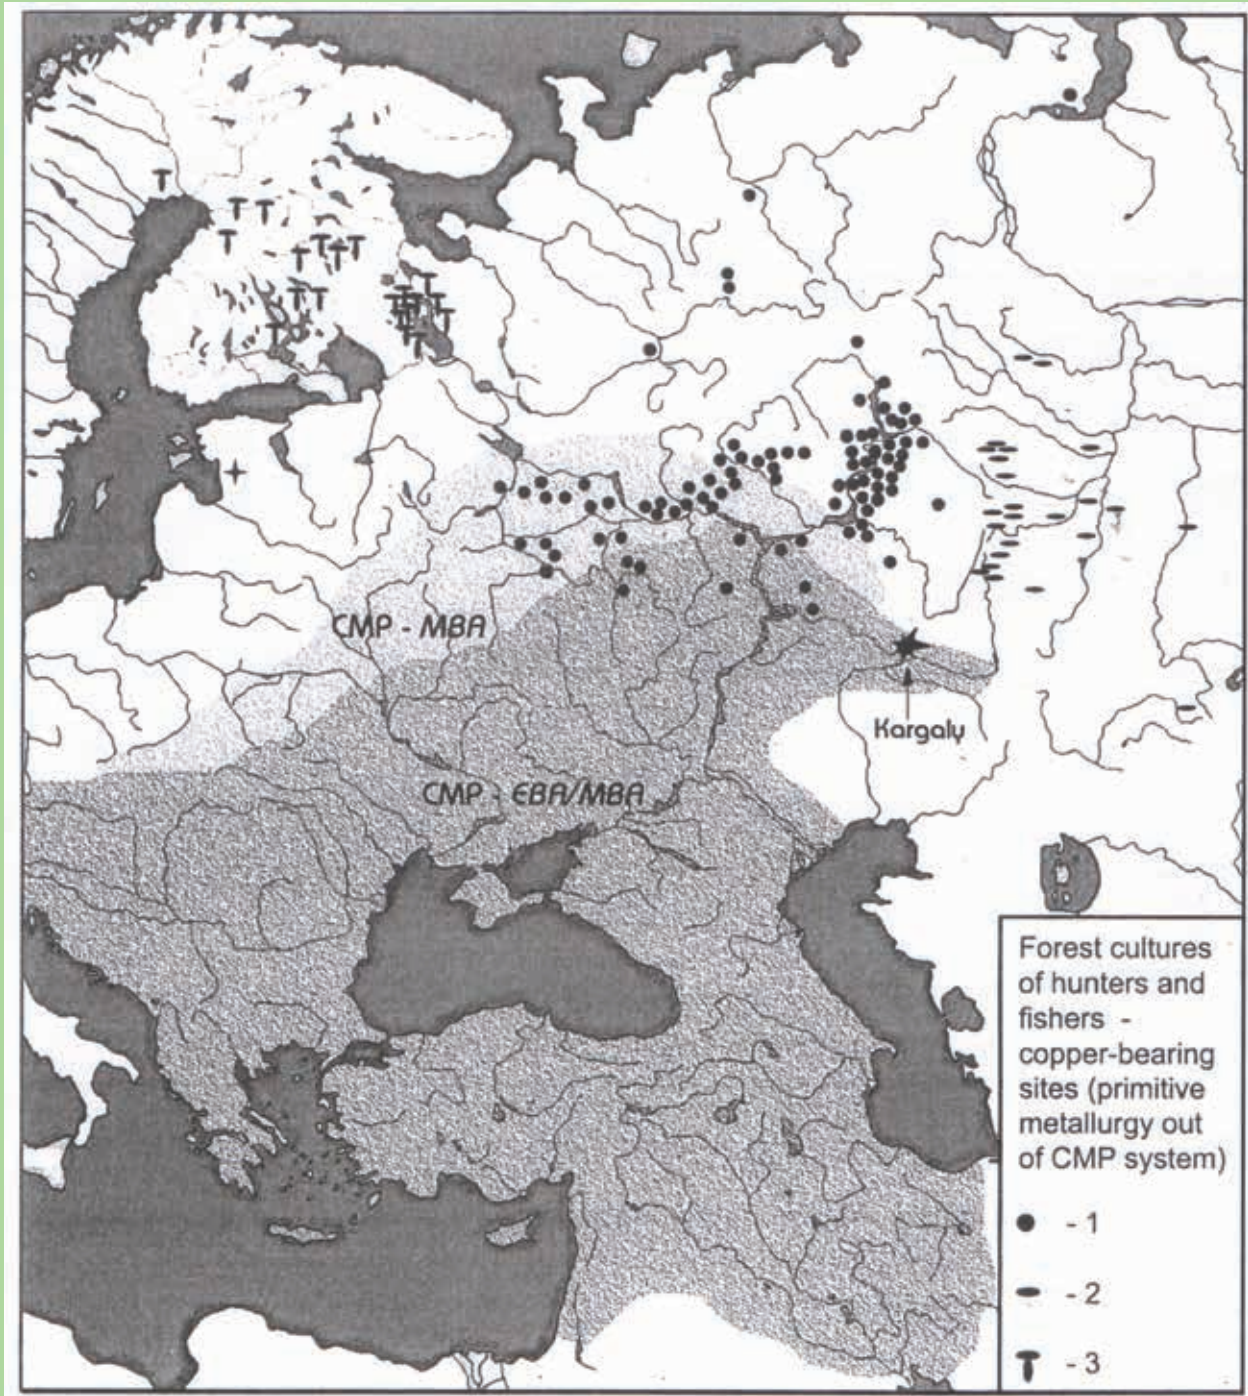 CMP - MBA
Kargaly
CMP - EBA/MBA
Forest cultures
of hunters and
fishers -
copper-bearing
sites (primitive
metallurgy out
of CMP system)
- 1
- 2
- 3